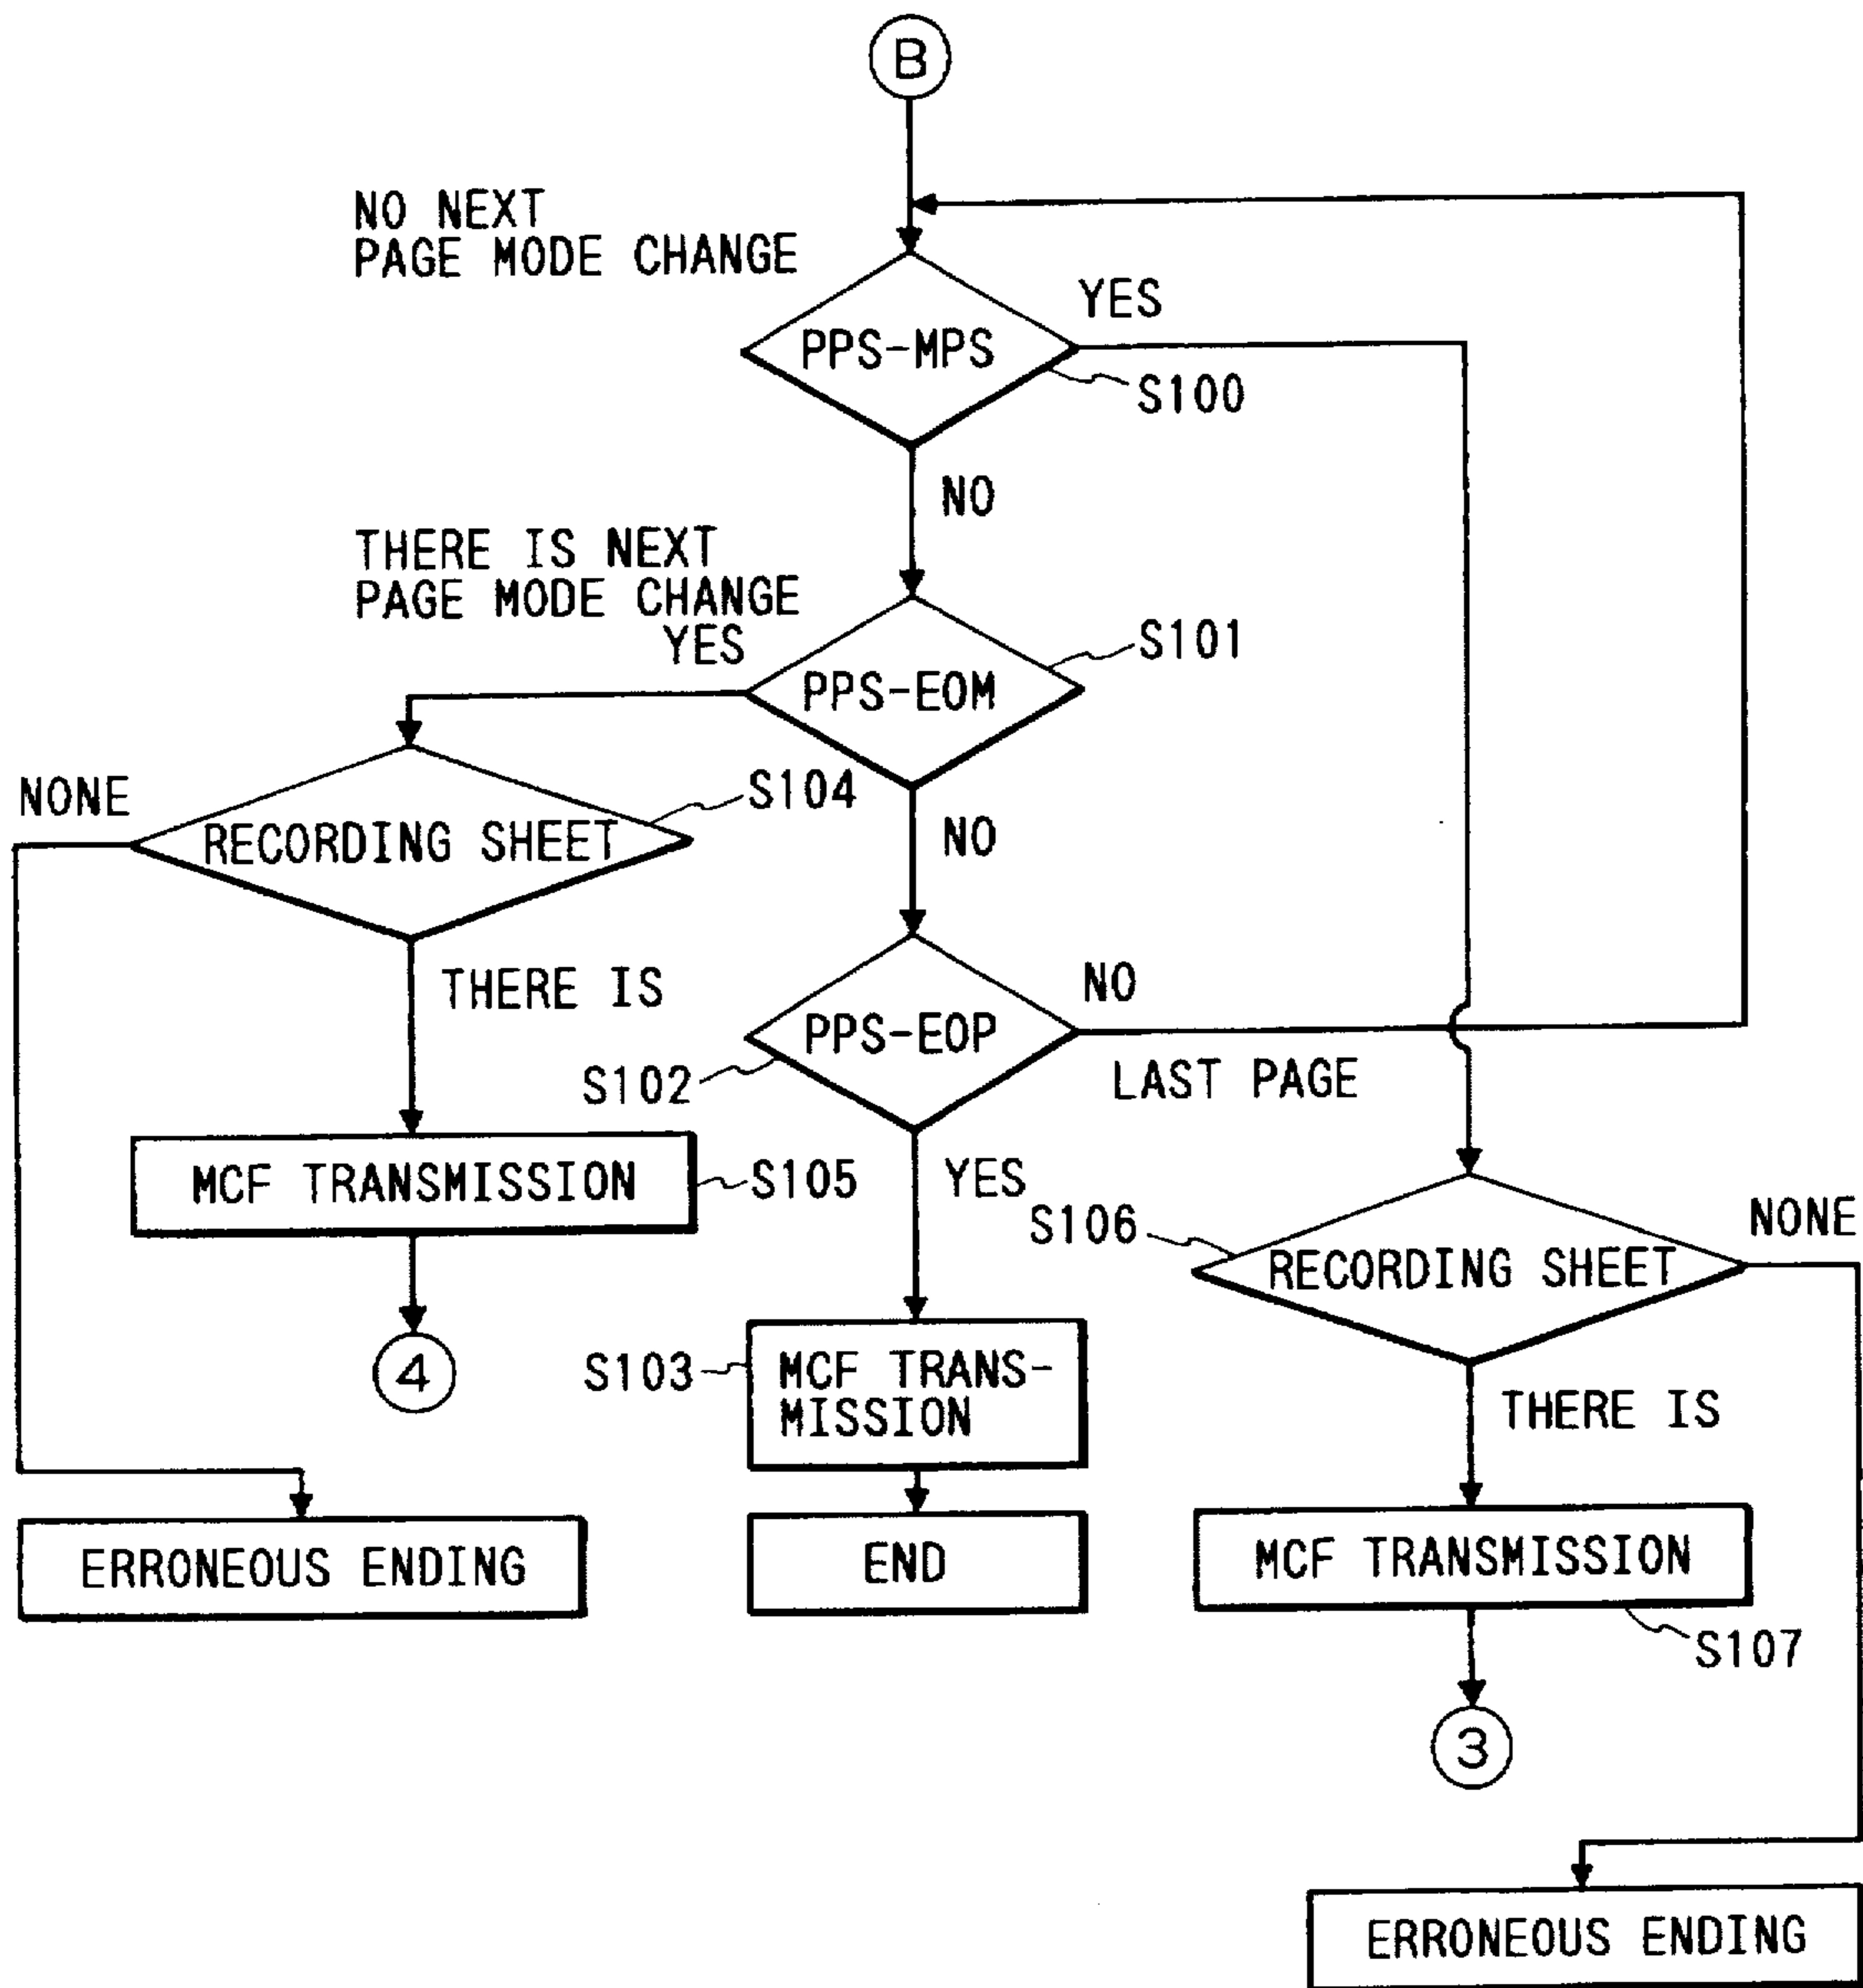 B
NO NEXT
PAGE MODE CHANGE
YES
PPS-MPS
S100
NO
THERE IS NEXT
PAGE MODE CHANGE
YES
S101
PPS-EOM
NONE
S104
RECORDING SHEET
NO
THERE IS
NO
PPS-EOP
S102
LAST PAGE
MCF TRANSMISSION
S105
YES
S106
NONE
RECORDING SHEET
4
S103
MCF TRANS-
MISSION
THERE IS
ERRONEOUS ENDING
END
MCF TRANSMISSION
S107
3
ERRONEOUS ENDING